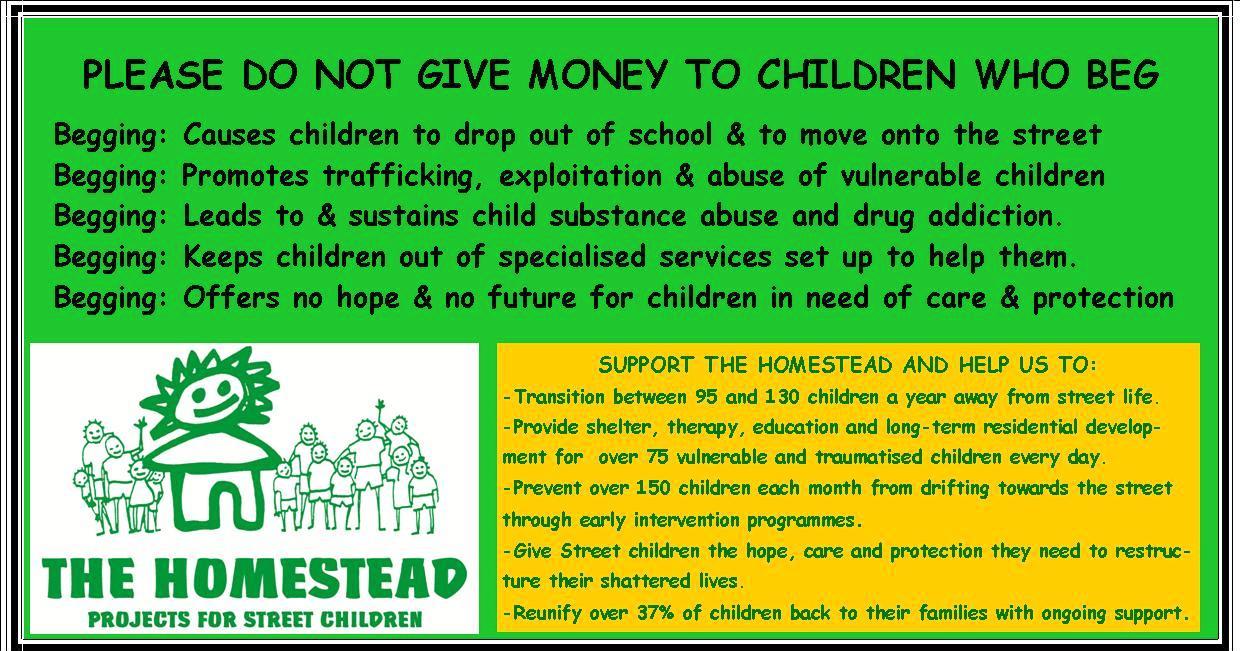 PLEASE DO NOT GIVE MONEY TO CHILDREN WHO BEG
Begging: Causes children to drop out of school & to move onto the street
Begging: Promotes trafficking, exploitation & abuse of vulnerable children
Begging: Leads to & sustains child substance abuse and drug addiction.
Begging: Keeps children out of specialised services set up to help them.
Begging: Offers no hope & no future for children in need of care & protection
THE HOMESTEAD
PROJECTS FOR STREET CHILDREN
SUPPORT THE HOMESTEAD AND HELP US TO:
-Transition between 95 and 130 children a year away from street life.
-Provide shelter, therapy, education and long-term residential develop-
ment for over 75 vulnerable and traumatised children every day.
-Prevent over 150 children each month from drifting towards the street
through early intervention programmes.
-Give Street children the hope, care and protection they need to restruc-
ture their shattered lives.
-Reunify over 37% of children back to their families with ongoing support.